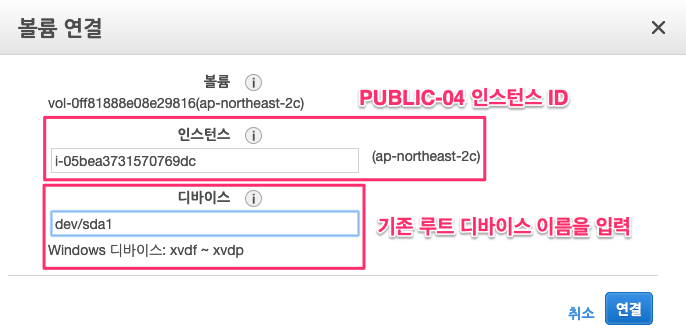 볼륨 연결
볼륨
vol-0ff81888e08e29816(ap-northeast-2c)
PUBLIC-04 인스턴스 ID
인스턴스
i-05bea3731570769dc
(ap-northeast-2c)
디바이스
dev/sda1
기존 루트 디바이스 이름을 입력
Windows 디바이스: xvdf ~ xvdp
취소
연결